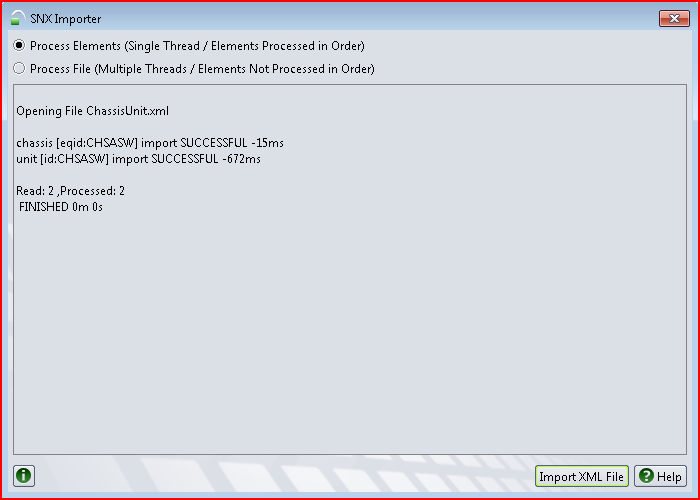 SNX Importer
Process Elements (Single Thread / Elements Processed in Order)
Process File (Multiple Threads / Elements Not Processed in Order)
Opening File ChassisUnit.xml
chassis [eqid:CHSASW] import SUCCESSFUL -15ms
unit [id:CHSASW] import SUCCESSFUL -672ms
Read: 2 ,Processed: 2
FINISHED 0m 0s
Import XML File
Help